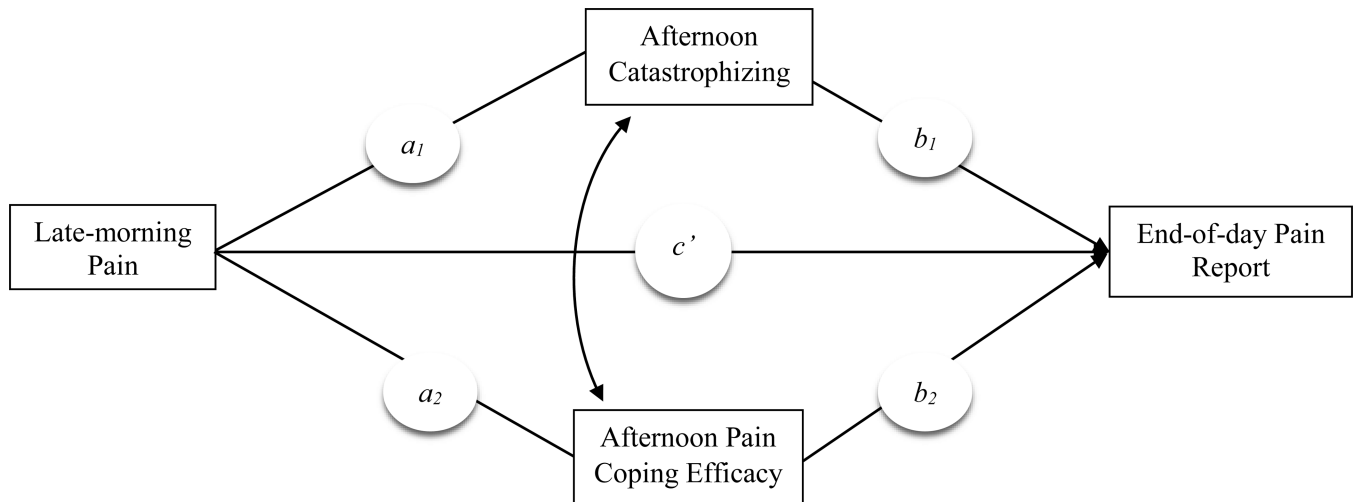 Afternoon
Catastrophizing
a1
b1
Late-morning
Pain
c’
End-of-day Pain
Report
a2
b2
Afternoon Pain
Coping Efficacy